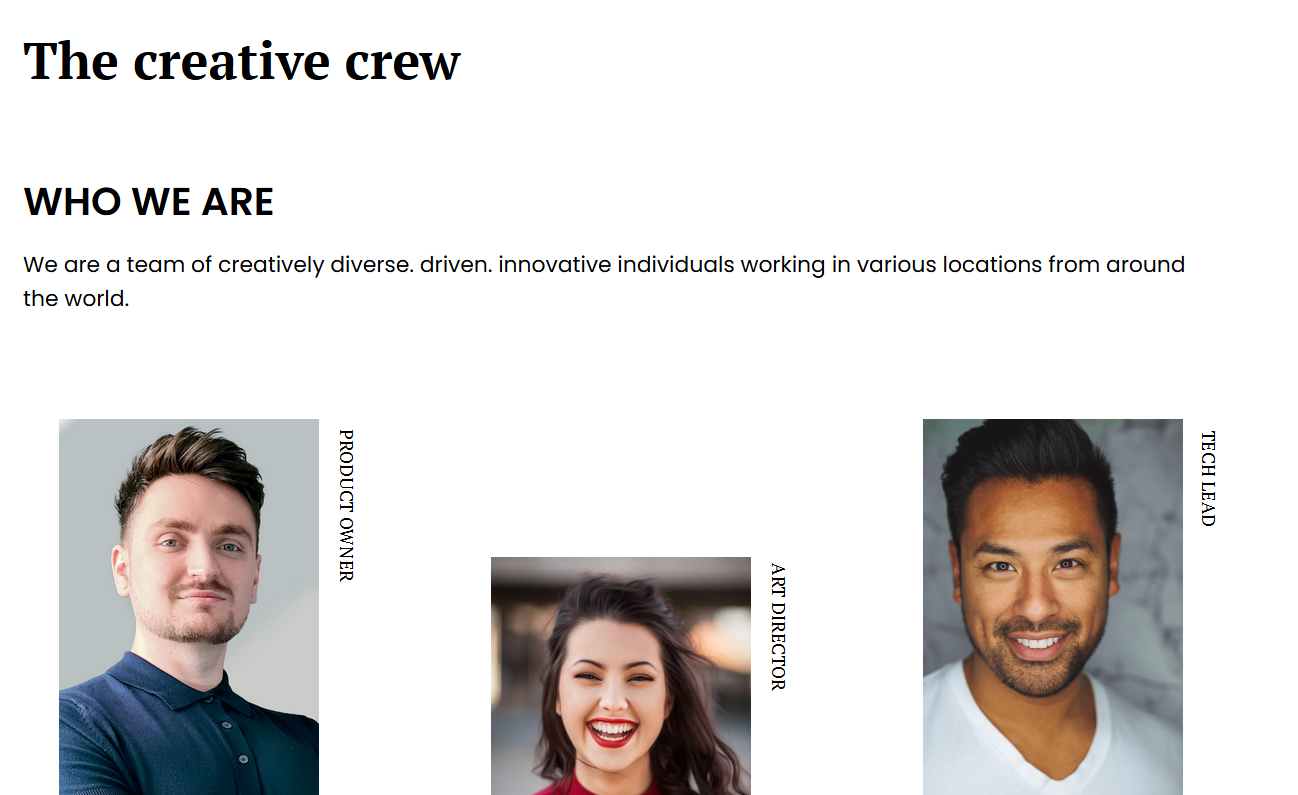 The creative crew
WHO WE ARE
We are a team of creatively diverse. driven. innovative individuals working in various locations from around
the world.
PRODUCT OWNER
ART DIRECTOR
TECH LEAD